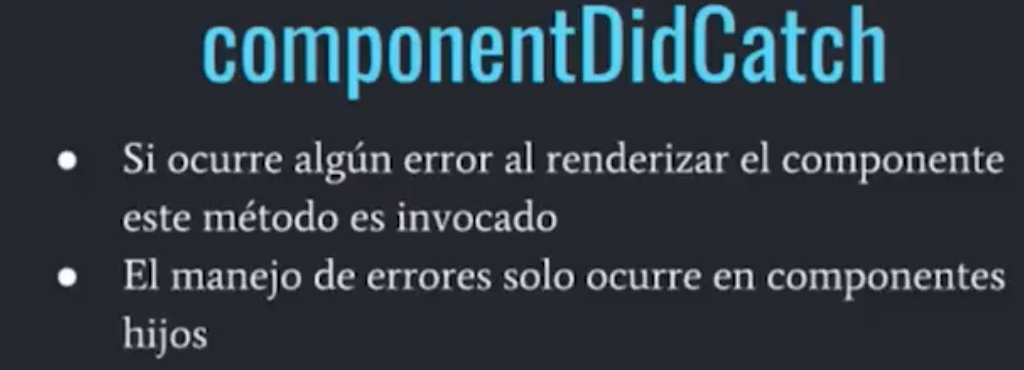 componentDidCatch
● Si ocurre algún error al renderizar el componente
este método es invocado
● El manejo de errores solo ocurre en componentes
hijos